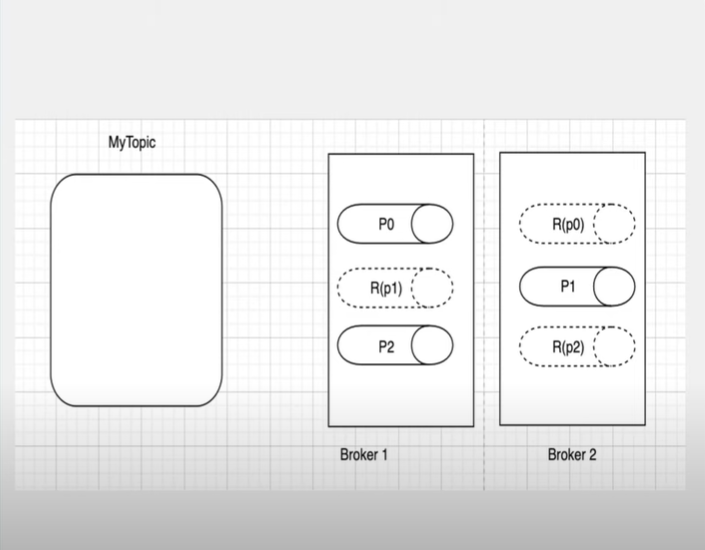 MyTopic
P0
R(p1)
P2
Broker 1
R(p0)
P1
R(p2)
Broker 2